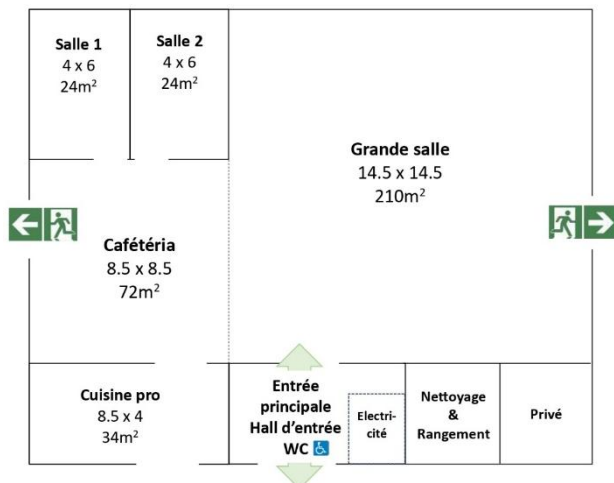 Salle 1
4 x 6
24m²
Salle 2
4 x 6
24m²
Grande salle
14.5 x 14.5
210m²
Cafétéria
8.5 x 8.5
72m²
Cuisine pro
8.5 x 4
34m²
Entrée
principale
Hall d'entrée
WC
Electri-
cité
Nettoyage
&
Rangement
Privé